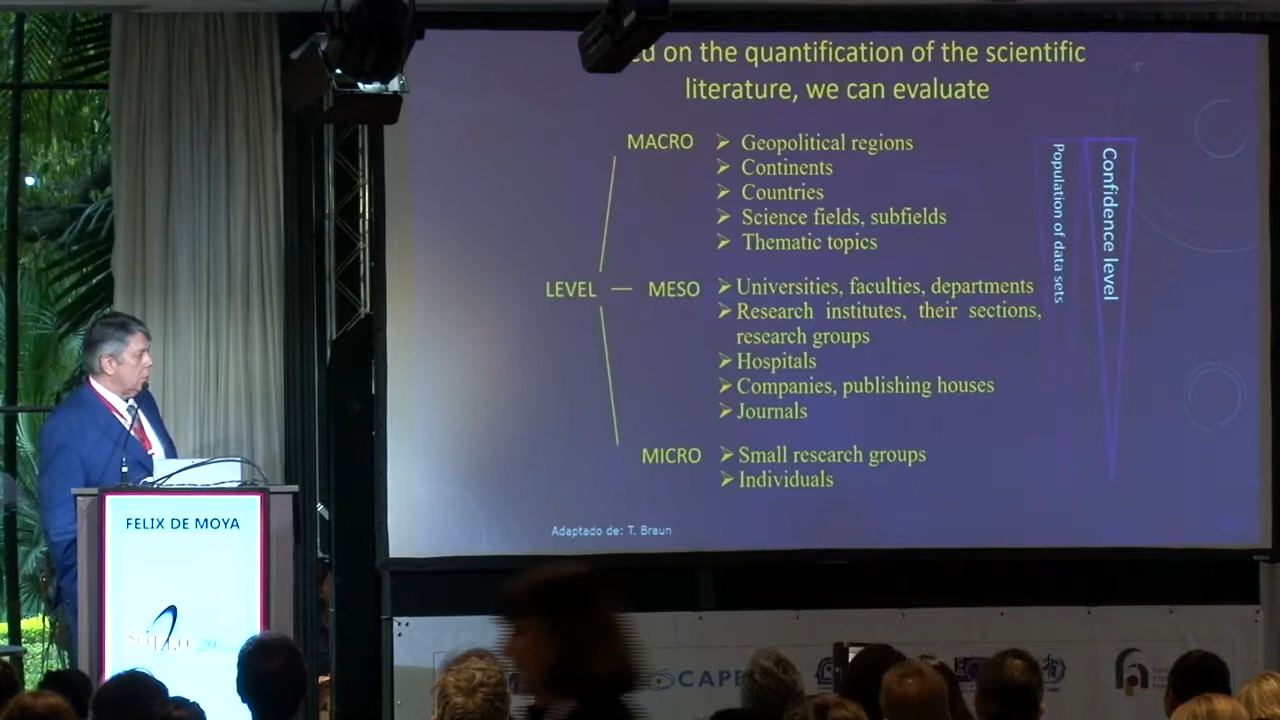 on the quantification of the scientific
literature, we can evaluate
MACRO
➢ Geopolitical regions
➢ Continents
➢ Countries
➢ Science fields, subfields
➢ Thematic topics
LEVEL
MESO
➢ Universities, faculties, departments
➢ Research institutes, their sections,
research groups
➢ Hospitals
➢ Companies, publishing houses
➢ Journals
MICRO
➢ Small research groups
➢ Individuals
Population of data sets
Confidence level
Adaptado de: T. Braun
FELIX DE MOYA